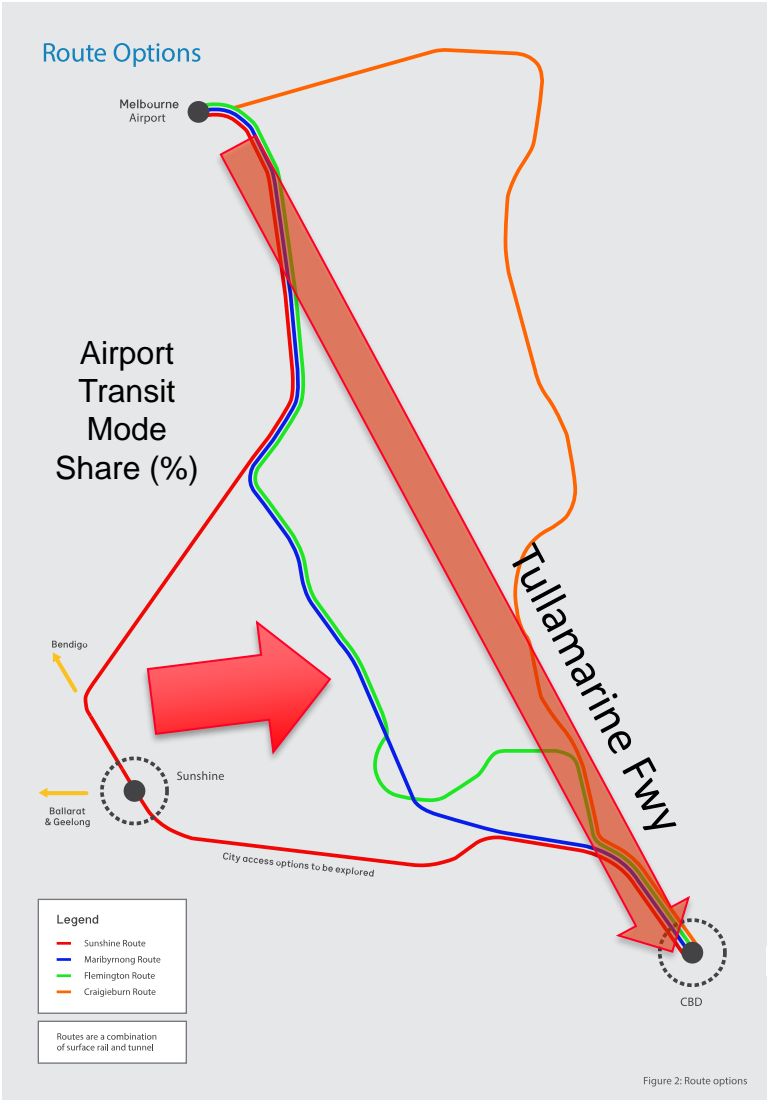 Route Options
Melbourne
Airport
Airport
Transit
Mode
Share (%)
Tullamarine Fwy
Bendigo
Sunshine
Ballarat
& Geelong
City access options to be explored
Legend
Sunshine Route
Maribyrnong Route
Flemington Route
Craigieburn Route
Routes are a combination
of surface rail and tunnel
CBD
Figure 2: Route options